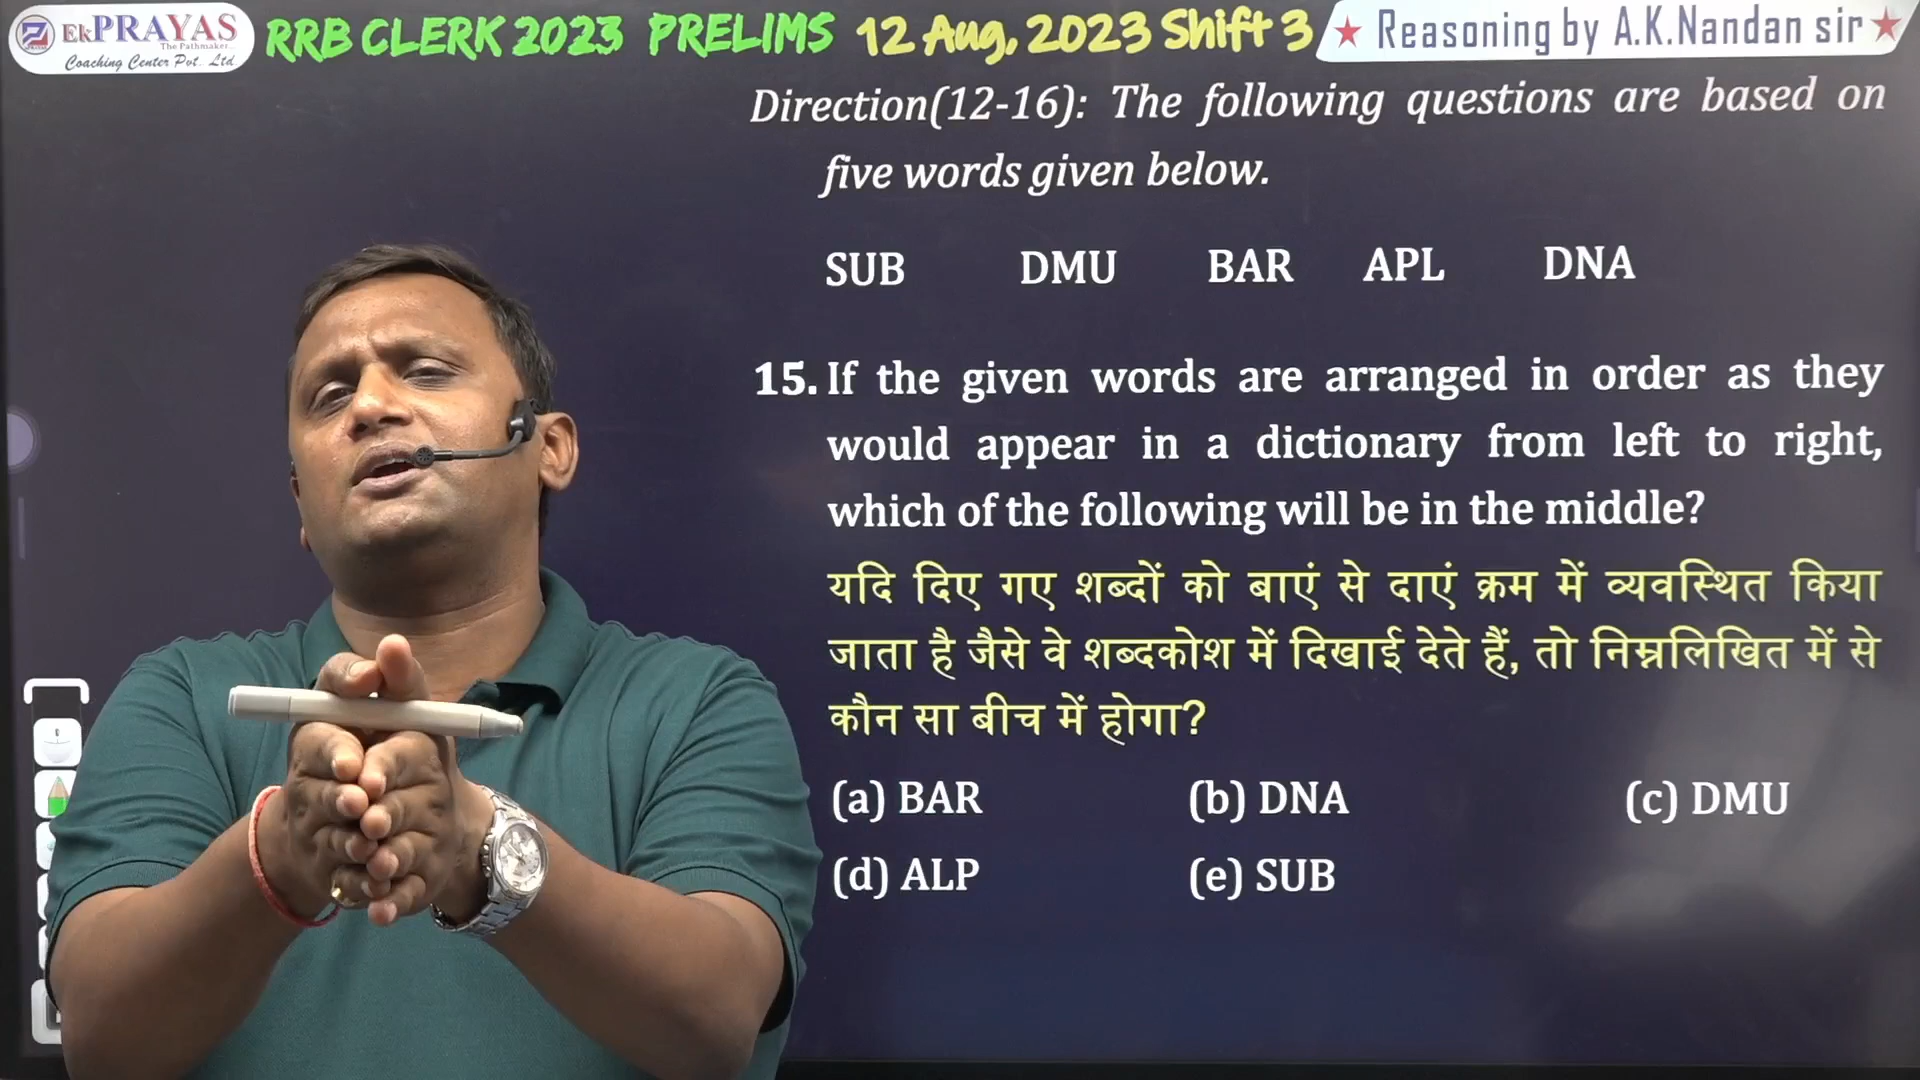 EkPRAYAS
The Pathmaker...
Coaching Center Pvt. Ltd
RRB CLERK 2023 PRELIMS 12 Aug, 2023 Shift 3
Reasoning by A.K.Nandan sir
Direction(12-16): The following questions are based on
five words given below.
SUB DMU BAR APL DNA
15. If the given words are arranged in order as they
would appear in a dictionary from left to right,
which of the following will be in the middle?
यदि दिए गए शब्दों को बाएं से दाएं क्रम में व्यवस्थित किया
जाता है जैसे वे शब्दकोश में दिखाई देते हैं, तो निम्नलिखित में से
कौन सा बीच में होगा?
(a) BAR (b) DNA (c) DMU
(d) ALP (e) SUB